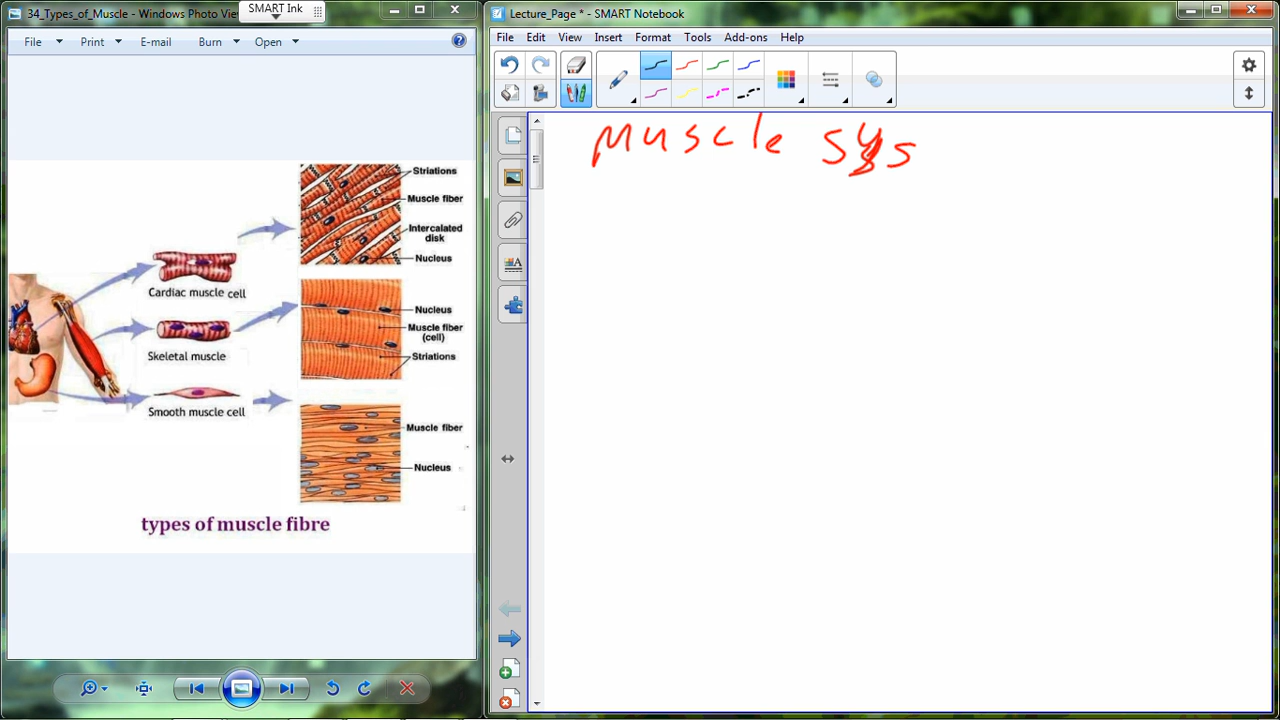 34_Types_of_Muscle - Windows Photo Vie
SMART Ink
File Print E-mail Burn Open
Striations
Muscle fiber
Intercalated
disk
Nucleus
Cardiac muscle cell
Nucleus
Muscle fiber
(cell)
Striations
Skeletal muscle
Smooth muscle cell
Muscle fiber
Nucleus
types of muscle fibre
Lecture_Page * - SMART Notebook
File Edit View Insert Format Tools Add-ons Help
Muscle sys